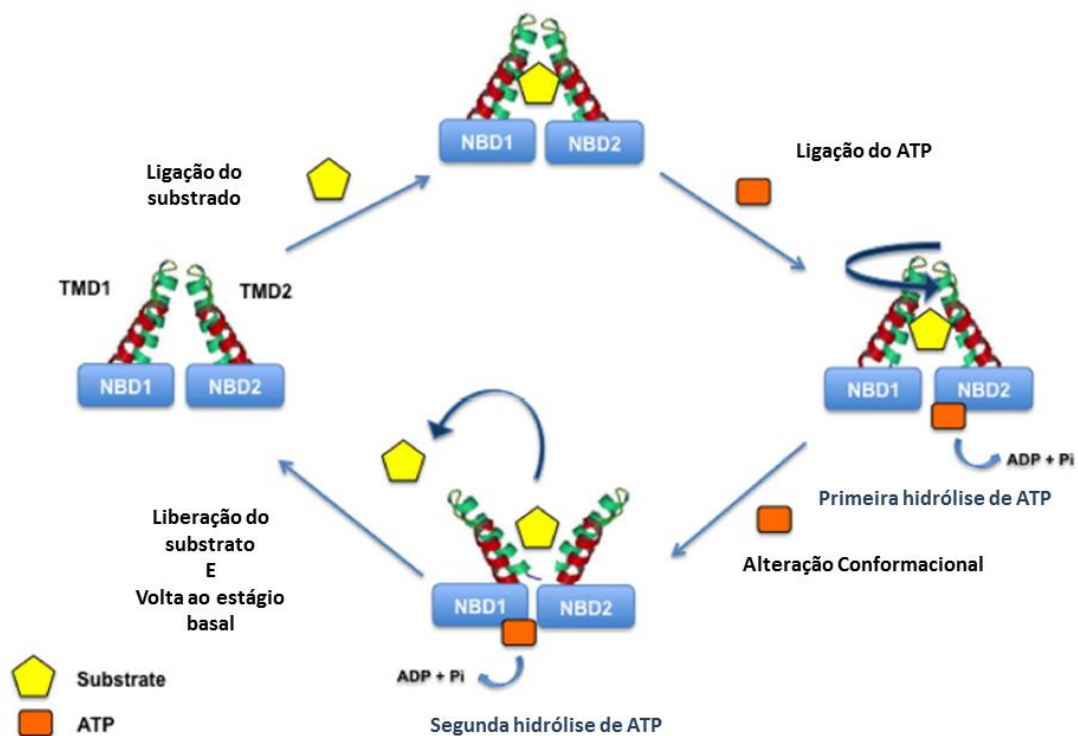 NBD1
NBD2
Ligação do
substrado
Ligação do ATP
TMD1
TMD2
NBD1
NBD2
NBD1
NBD2
ADP + Pi
Primeira hidrólise de ATP
Alteração Conformacional
Liberação do
substrato
E
Volta ao estágio
basal
NBD1
NBD2
ADP + Pi
Segunda hidrólise de ATP
Substrate
ATP